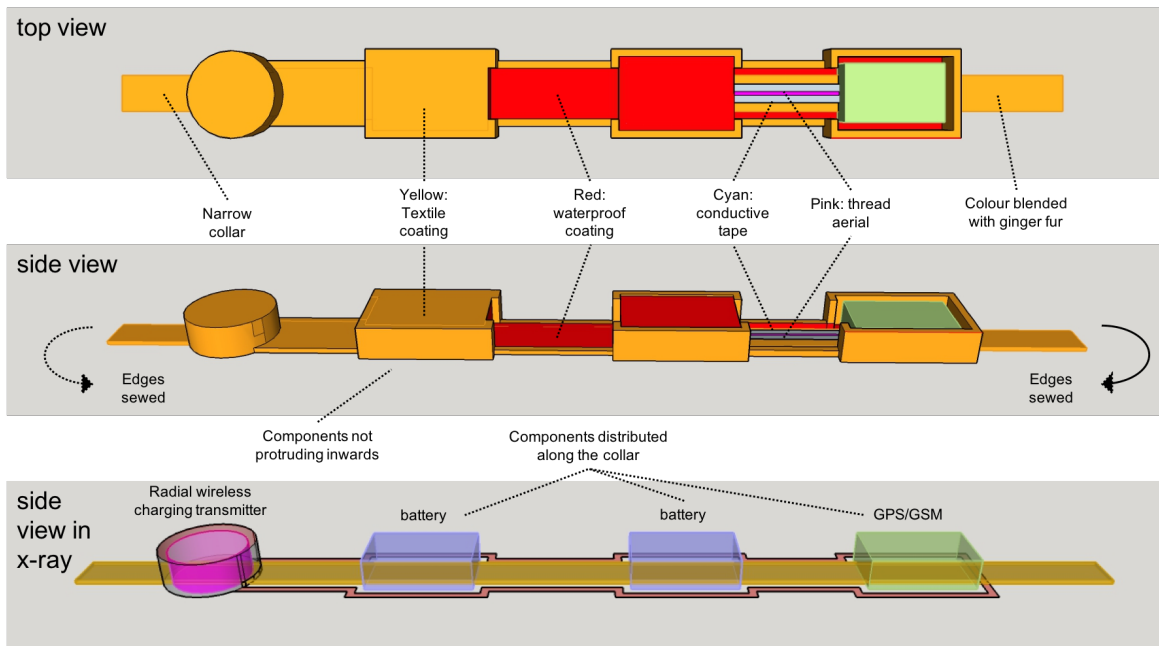 top view
Narrow
collar
Yellow:
Textile
coating
Red:
waterproof
coating
Cyan:
conductive
tape
Pink: thread
aerial
Colour blended
with ginger fur
side view
Edges
sewed
Edges
sewed
Components not
protruding inwards
Components distributed
along the collar
side
view in
x-ray
Radial wireless
charging transmitter
battery
battery
GPS/GSM